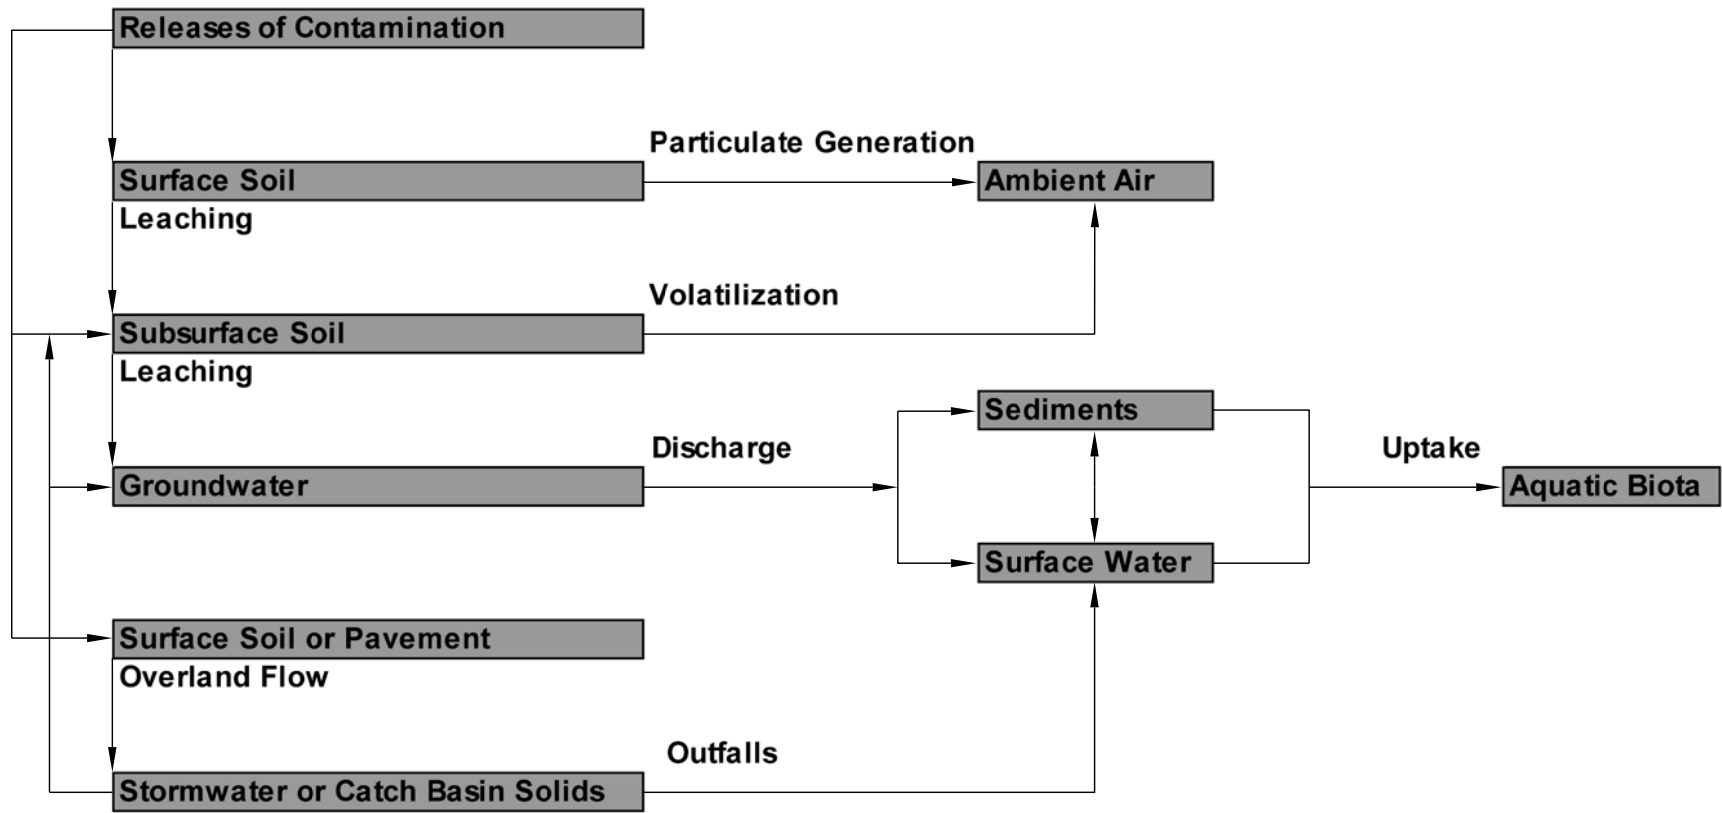 Releases of Contamination
Particulate Generation
Surface Soil
Ambient Air
Leaching
Volatilization
Subsurface Soil
Leaching
Sediments
Discharge
Uptake
Groundwater
Aquatic Biota
Surface Water
Surface Soil or Pavement
Overland Flow
Outfalls
Stormwater or Catch Basin Solids